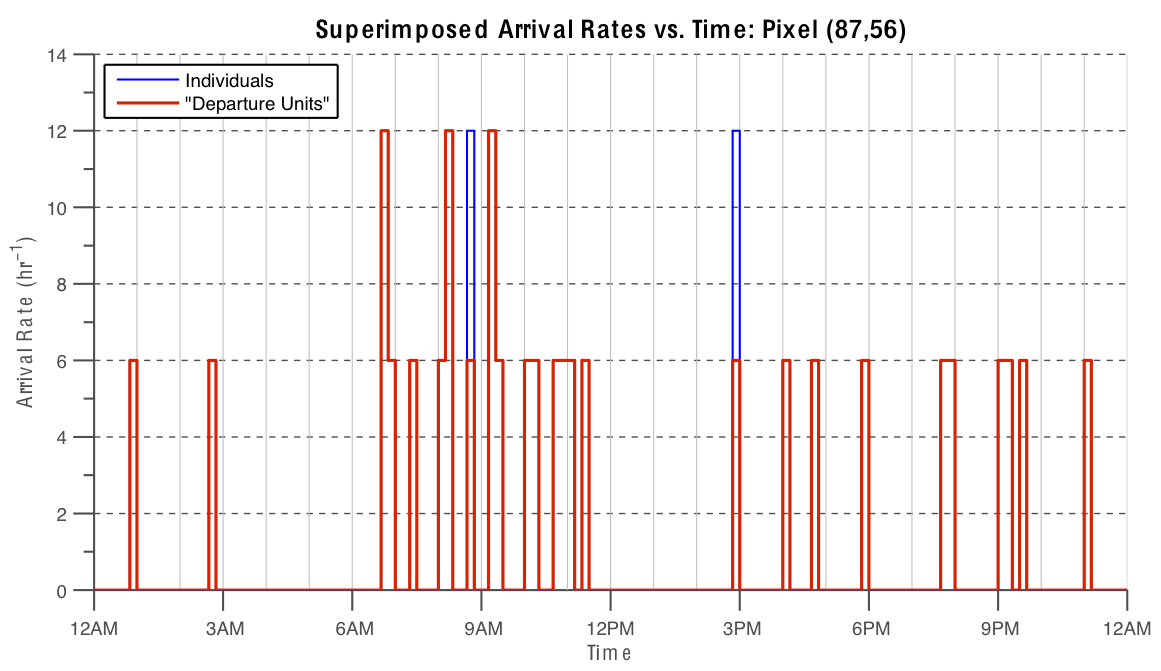 Superimposed Arrival Rates vs. Time: Pixel (87,56)
Individuals
"Departure Units"
14
12
10
8
6
4
2
0
Arrival Rate (hr⁻¹)
12AM 3AM 6AM 9AM 12PM 3PM 6PM 9PM 12AM
Time